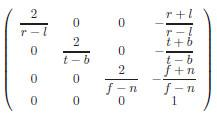 2/(r − l) 0 0 −(r + l)/(r − l)
0 2/(t − b) 0 −(t + b)/(t − b)
0 0 2/(f − n) −(f + n)/(f − n)
0 0 0 1